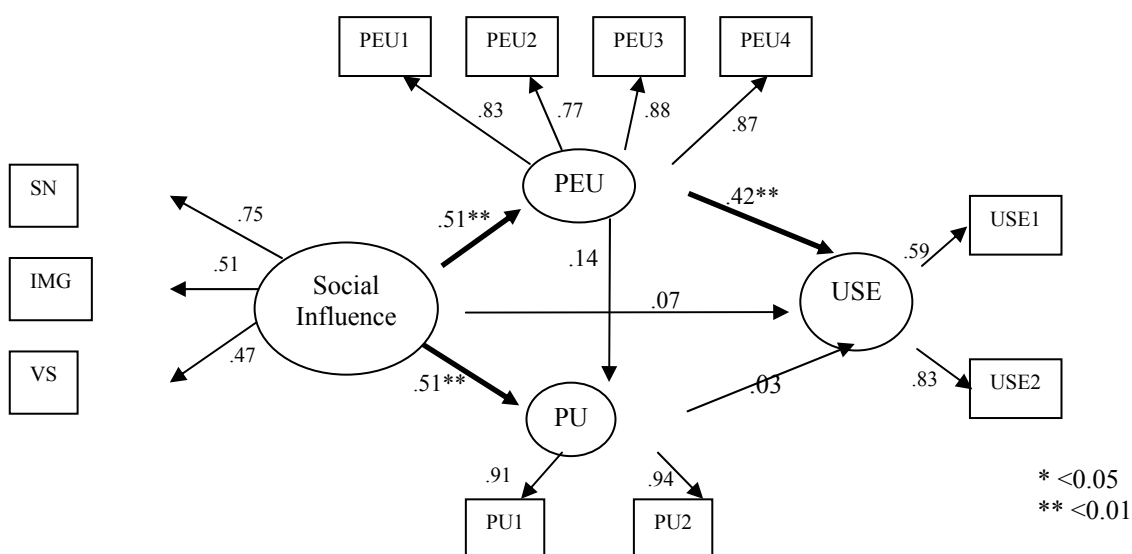 PEU1 PEU2 PEU3 PEU4
.83 .77 .88 .87
SN
PEU
.75 .51** .42** USE1
.51 .14 .59
IMG Social
Influence
.07 USE
VS .47 .51** .03 .83 USE2
PU
.91 .94
PU1 PU2
* <0.05
** <0.01